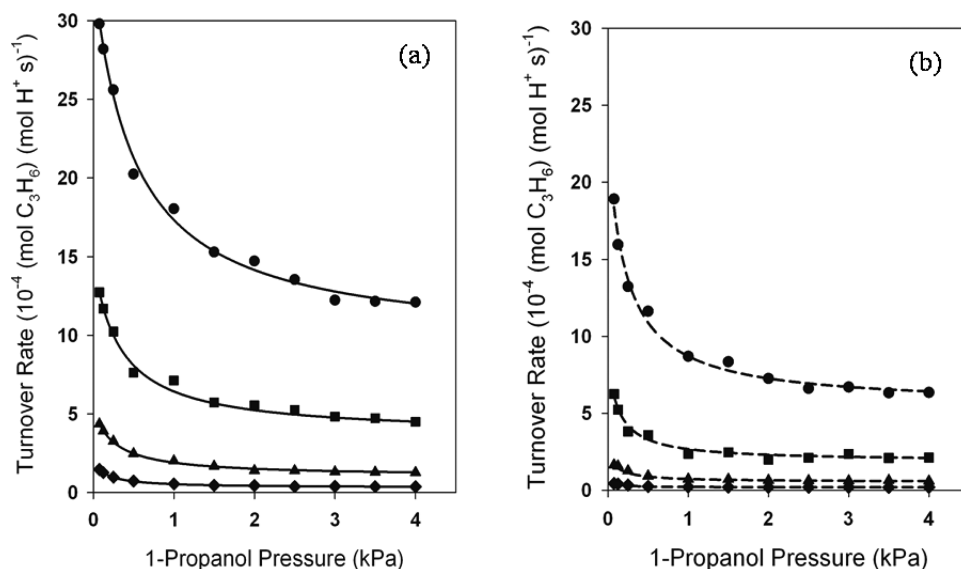 (a)
Turnover Rate (10⁻⁴ (mol C₃H₆) (mol H⁺ s)⁻¹)
30
25
20
15
10
5
0
0 1 2 3 4
1-Propanol Pressure (kPa)
(b)
Turnover Rate (10⁻⁴ (mol C₃H₆) (mol H⁺ s)⁻¹
30
25
20
15
10
5
0
0 1 2 3 4
1-Propanol Pressure (kPa)